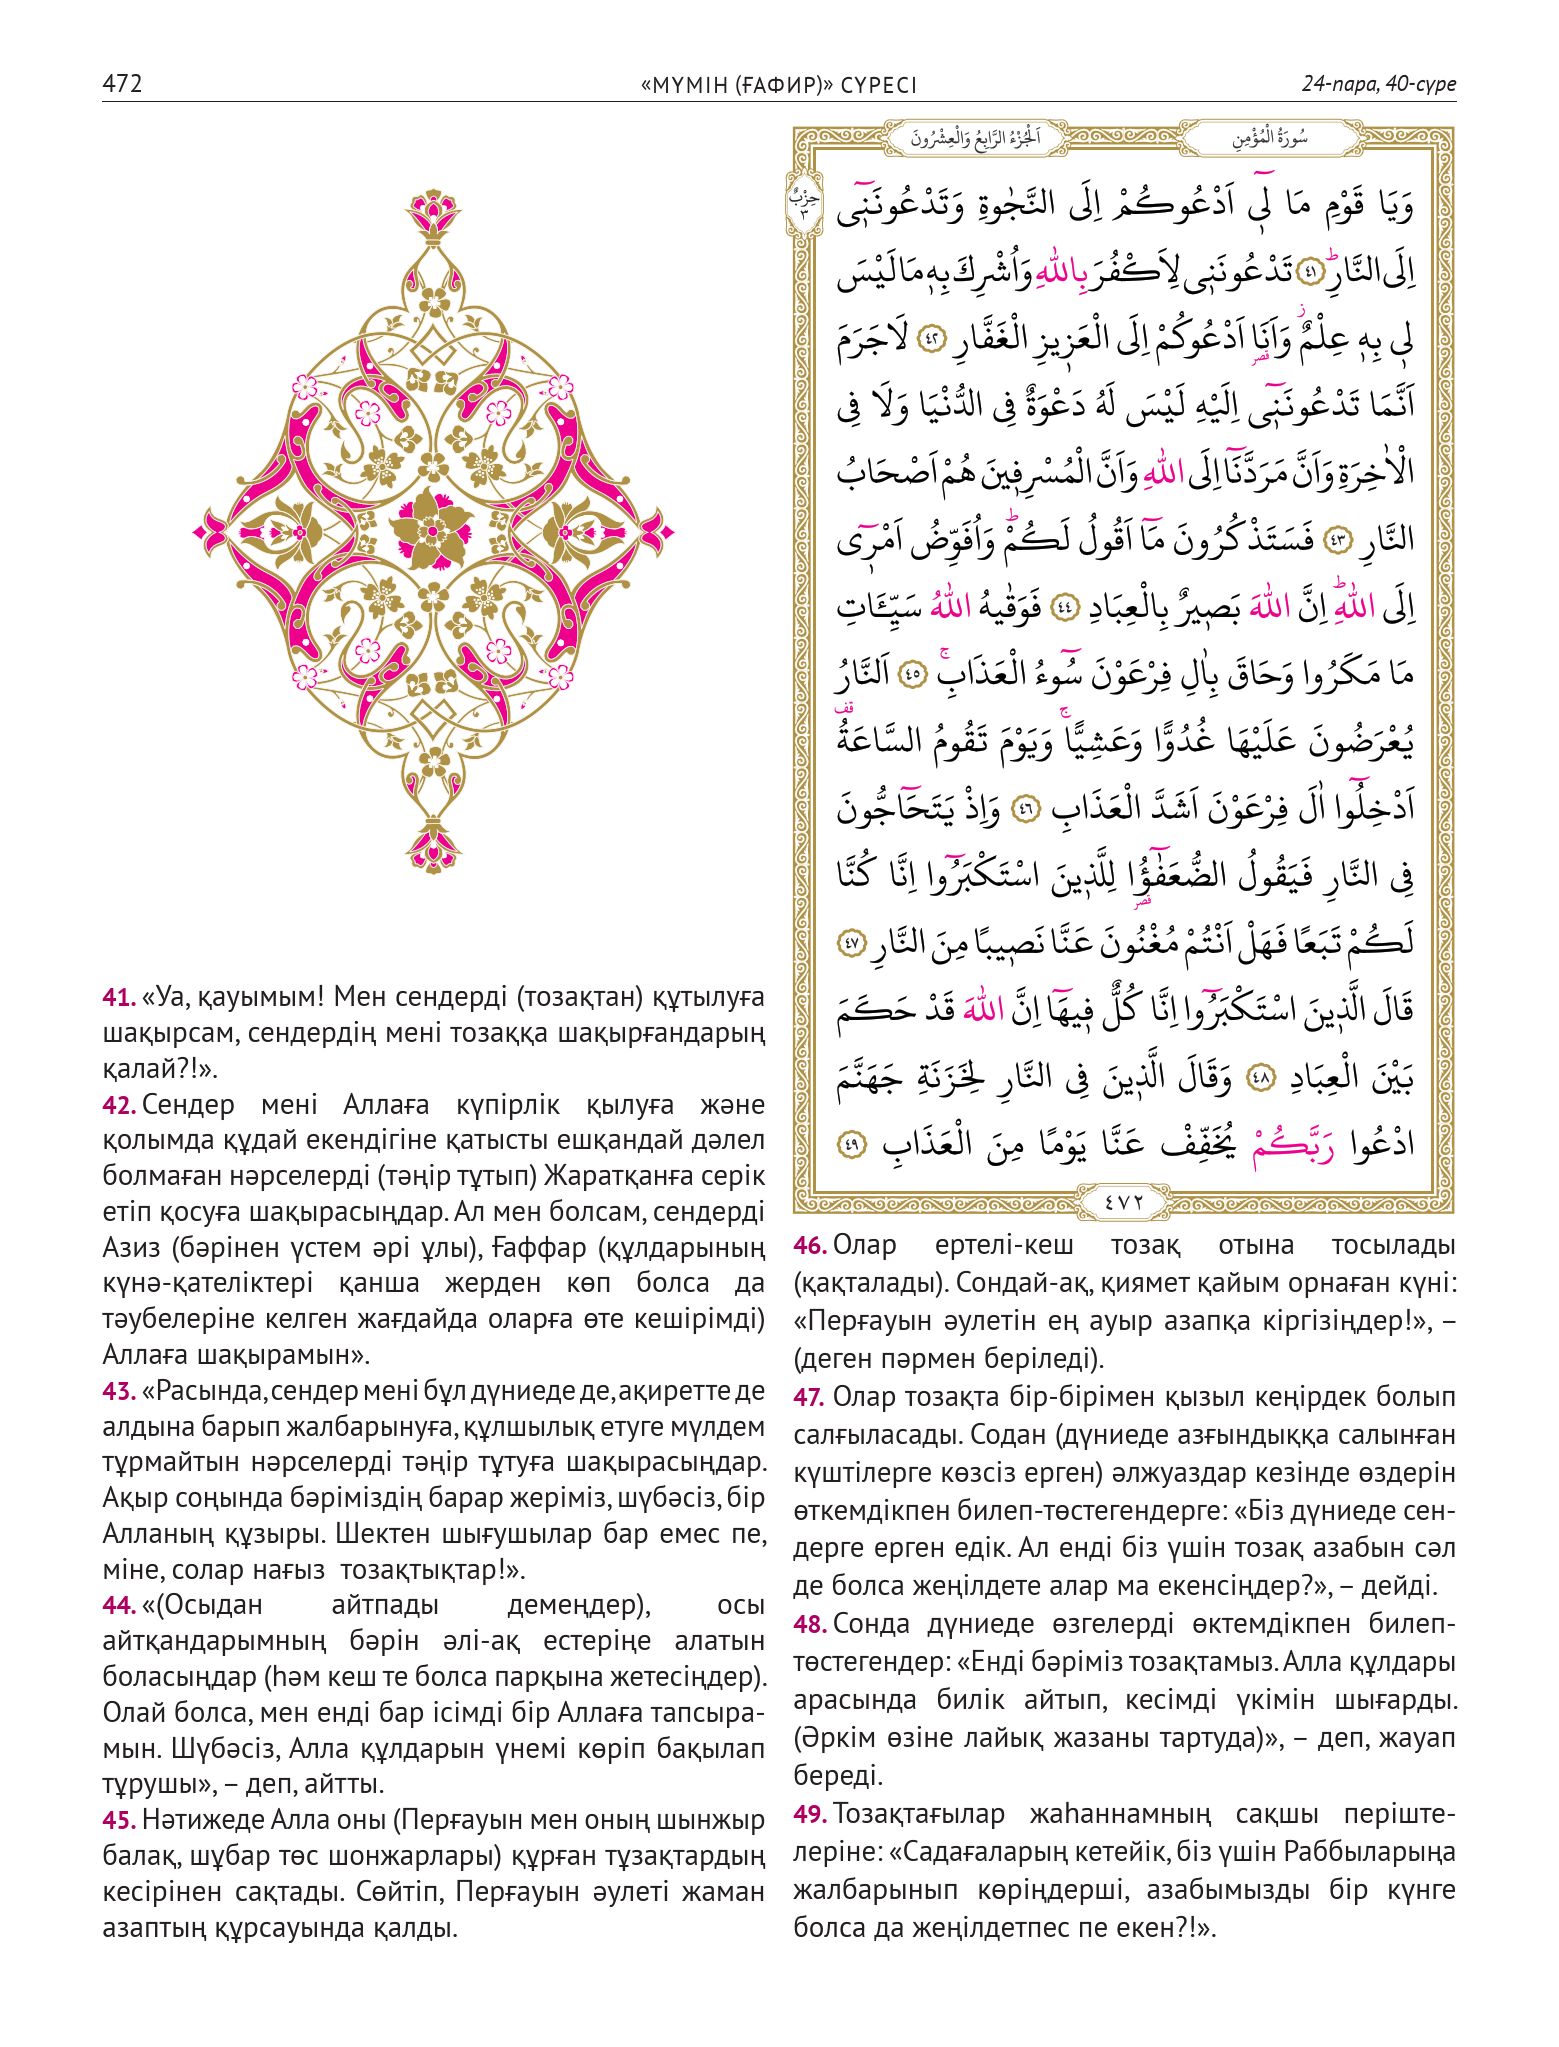 472
«МҮМІН (ҒАФИР)» СҮРЕСІ
24-пара, 40-сүре
سُورَةُ الْمُؤْمِنِ
اَلْجُزْءُ الرَّابِعُ وَالْعِشْرُونَ
حِزْبٌ
٣
وَيَا قَوْمِ مَا لٖٓي اَدْعُوكُمْ اِلَى النَّجٰوةِ وَتَدْعُونَنٖٓي
اِلَى النَّارِؕ ﴿٤١﴾ تَدْعُونَنٖي لِاَكْفُرَ بِاللّٰهِ وَاُشْرِكَ بِهٖ مَا لَيْسَ
لٖي بِهٖ عِلْمٌؗ وَاَنَا۬ اَدْعُوكُمْ اِلَى الْعَزٖيزِ الْغَفَّارِ ﴿٤٢﴾ لَاجَرَمَ
اَنَّمَا تَدْعُونَنٖٓي اِلَيْهِ لَيْسَ لَهُ دَعْوَةٌ فِي الدُّنْيَا وَلَا فِي
الْاٰخِرَةِ وَاَنَّ مَرَدَّنَٓا اِلَى اللّٰهِ وَاَنَّ الْمُسْرِفٖينَ هُمْ اَصْحَابُ
النَّارِ ﴿٤٣﴾ فَسَتَذْكُرُونَ مَٓا اَقُولُ لَكُمْؕ وَاُفَوِّضُ اَمْرٖٓي
اِلَى اللّٰهِؕ اِنَّ اللّٰهَ بَصٖيرٌ بِالْعِبَادِ ﴿٤٤﴾ فَوَقٰيهُ اللّٰهُ سَيِّـَٔاتِ
مَا مَكَرُوا وَحَاقَ بِاٰلِ فِرْعَوْنَ سُٓوءُ الْعَذَابِۚ ﴿٤٥﴾ اَلنَّارُ
يُعْرَضُونَ عَلَيْهَا غُدُوًّا وَعَشِيًّاۚ وَيَوْمَ تَقُومُ السَّاعَةُ قف
اَدْخِلُٓوا اٰلَ فِرْعَوْنَ اَشَدَّ الْعَذَابِ ﴿٤٦﴾ وَاِذْ يَتَحَٓاجُّونَ
فِي النَّارِ فَيَقُولُ الضُّعَفٰٓؤُ۬ا لِلَّذٖينَ اسْتَكْبَرُٓوا اِنَّا كُنَّا
لَكُمْ تَبَعًا فَهَلْ اَنْتُمْ مُغْنُونَ عَنَّا نَصٖيبًا مِنَ النَّارِ ﴿٤٧﴾
قَالَ الَّذٖينَ اسْتَكْبَرُٓوا اِنَّا كُلٌّ فٖيهَٓا اِنَّ اللّٰهَ قَدْ حَكَمَ
بَيْنَ الْعِبَادِ ﴿٤٨﴾ وَقَالَ الَّذٖينَ فِي النَّارِ لِخَزَنَةِ جَهَنَّمَ
ادْعُوا رَبَّكُمْ يُخَفِّفْ عَنَّا يَوْمًا مِنَ الْعَذَابِ ﴿٤٩﴾
٤٧٢
41. «Уа, қауымым! Мен сендерді (тозақтан) құтылуға
шақырсам, сендердің мені тозаққа шақырғандарың
қалай?!».
42. Сендер мені Аллаға күпірлік қылуға және
қолымда құдай екендігіне қатысты ешқандай дәлел
болмаған нәрселерді (тәңір тұтып) Жаратқанға серік
етіп қосуға шақырасыңдар. Ал мен болсам, сендерді
Азиз (бәрінен үстем әрі ұлы), Ғаффар (құлдарының
күнә-қателіктері қанша жерден көп болса да
тәубелеріне келген жағдайда оларға өте кешірімді)
Аллаға шақырамын».
43. «Расында, сендер мені бұл дүниеде де, ақиретте де
алдына барып жалбарынуға, құлшылық етуге мүлдем
тұрмайтын нәрселерді тәңір тұтуға шақырасыңдар.
Ақыр соңында бәріміздің барар жеріміз, шүбәсіз, бір
Алланың құзыры. Шектен шығушылар бар емес пе,
міне, солар нағыз тозақтықтар!».
44. «(Осыдан айтпады демеңдер), осы
айтқандарымның бәрін әлі-ақ естеріңе алатын
боласыңдар (һәм кеш те болса парқына жетесіңдер).
Олай болса, мен енді бар ісімді бір Аллаға тапсыра-
мын. Шүбәсіз, Алла құлдарын үнемі көріп бақылап
тұрушы», – деп, айтты.
45. Нәтижеде Алла оны (Перғауын мен оның шынжыр
балақ, шұбар төс шонжарлары) құрған тұзақтардың
кесірінен сақтады. Сөйтіп, Перғауын әулеті жаман
азаптың құрсауында қалды.
46. Олар ертелі-кеш тозақ отына тосылады
(қақталады). Сондай-ақ, қиямет қайым орнаған күні:
«Перғауын әулетін ең ауыр азапқа кіргізіңдер!», –
(деген пәрмен беріледі).
47. Олар тозақта бір-бірімен қызыл кеңірдек болып
салғыласады. Содан (дүниеде азғындыққа салынған
күштілерге көзсіз ерген) әлжуаздар кезінде өздерін
өткемдікпен билеп-төстегендерге: «Біз дүниеде сен-
дерге ерген едік. Ал енді біз үшін тозақ азабын сәл
де болса жеңілдете алар ма екенсіңдер?», – дейді.
48. Сонда дүниеде өзгелерді өктемдікпен билеп-
төстегендер: «Енді бәріміз тозақтамыз. Алла құлдары
арасында билік айтып, кесімді үкімін шығарды.
(Әркім өзіне лайық жазаны тартуда)», – деп, жауап
береді.
49. Тозақтағылар жаһаннамның сақшы періште-
леріне: «Садағаларың кетейік, біз үшін Раббыларыңа
жалбарынып көріңдерші, азабымызды бір күнге
болса да жеңілдетпес пе екен?!».